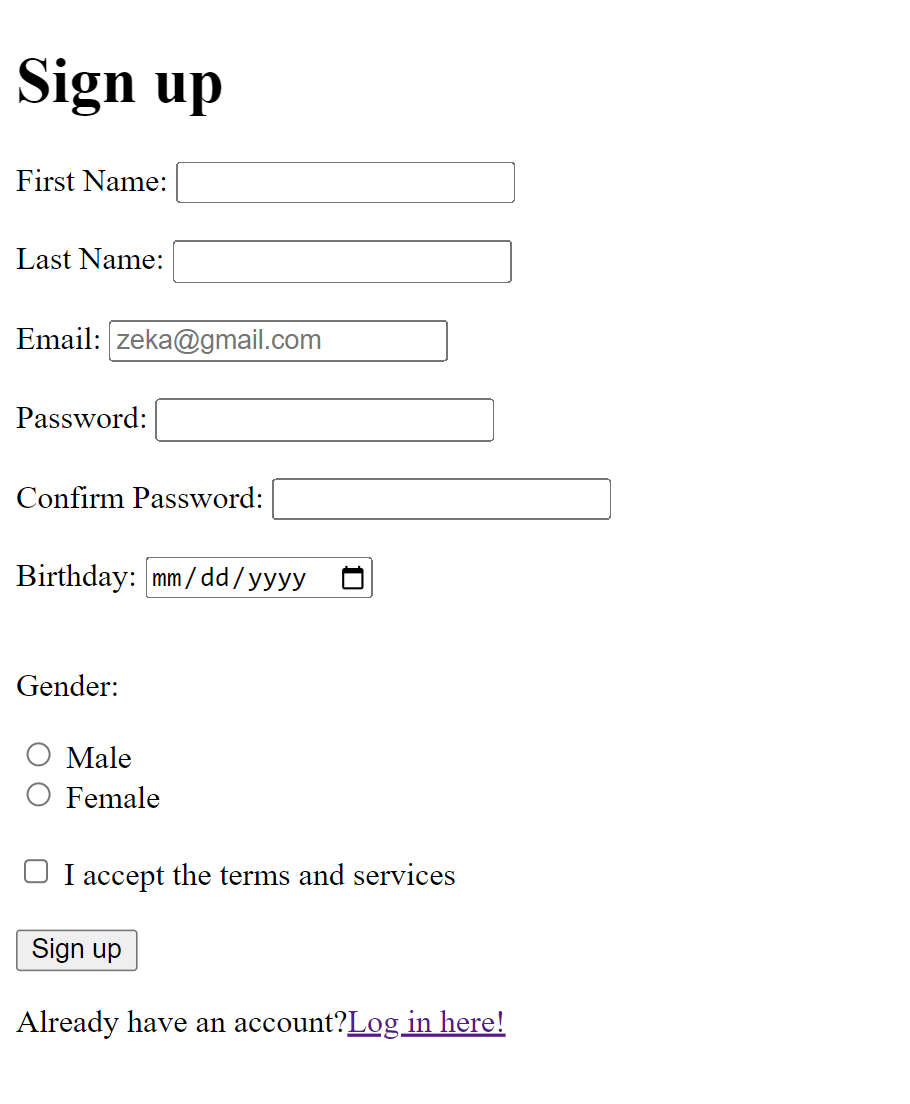 Sign up
First Name:
Last Name:
Email: zeka@gmail.com
Password:
Confirm Password:
Birthday: mm/dd/yyyy
Gender:
Male
Female
I accept the terms and services
Sign up
Already have an account?Log in here!